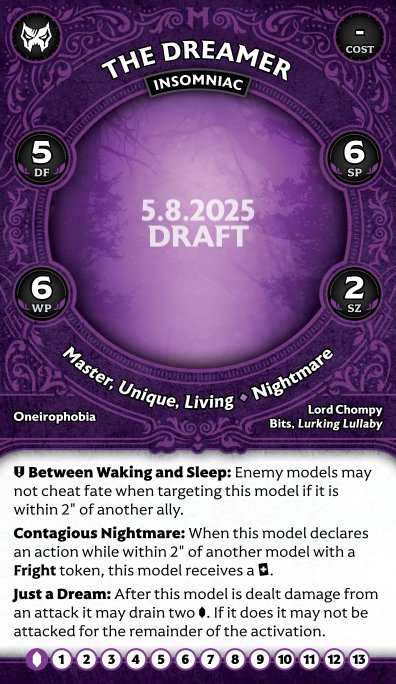 -
COST
THE DREAMER
INSOMNIAC
5
DF
6
SP
5.8.2025
DRAFT
6
WP
2
SZ
Master, Unique, Living ♦ Nightmare
Oneirophobia
Lord Chompy
Bits, Lurking Lullaby
Between Waking and Sleep: Enemy models may
not cheat fate when targeting this model if it is
within 2" of another ally.
Contagious Nightmare: When this model declares
an action while within 2" of another model with a
Fright token, this model receives a .
Just a Dream: After this model is dealt damage from
an attack it may drain two . If it does it may not be
attacked for the remainder of the activation.
1 2 3 4 5 6 7 8 9 10 11 12 13